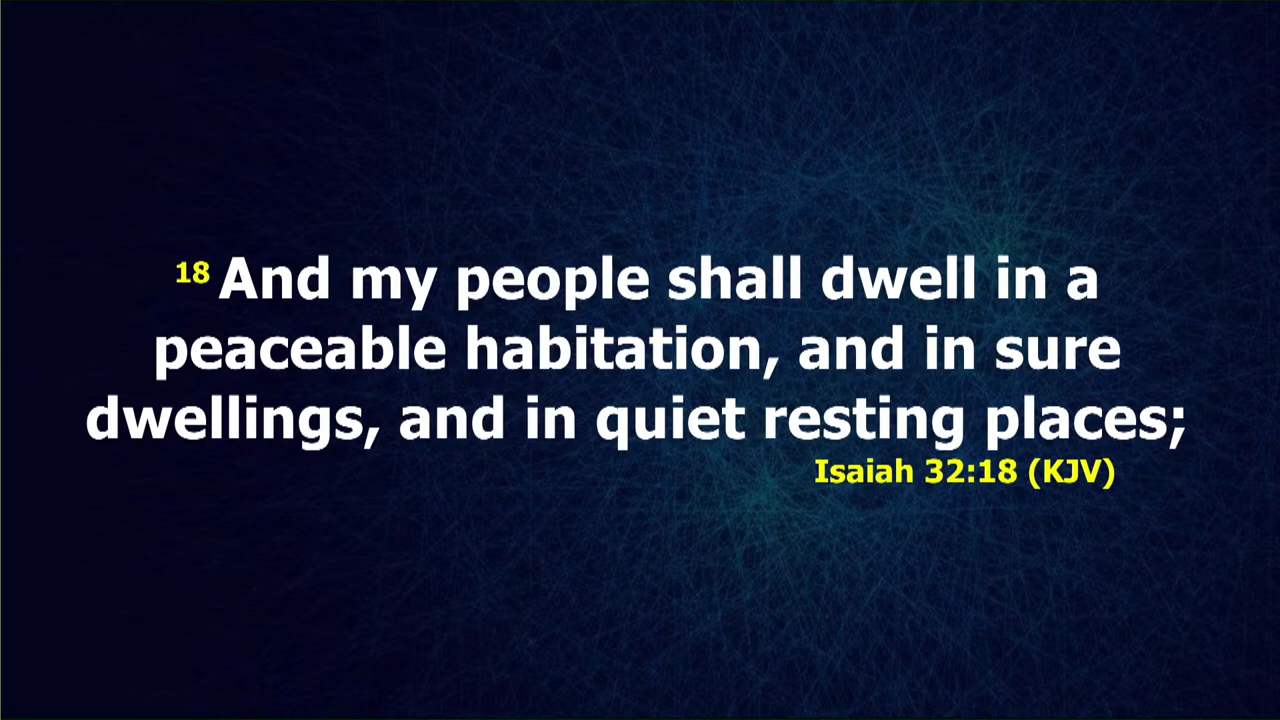 18 And my people shall dwell in a
peaceable habitation, and in sure
dwellings, and in quiet resting places;
Isaiah 32:18 (KJV)